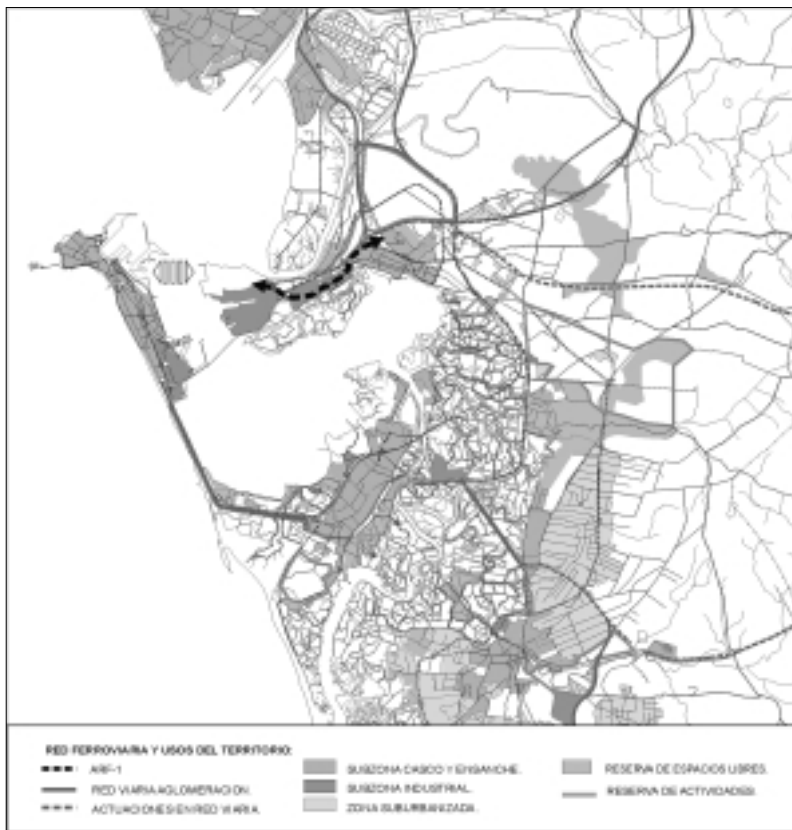 RED FERROVIARIA Y USOS DEL TERRITORIO:
ARF-1
RED VIARIA AGLOMERACION.
ACTUACIONES EN RED VIARIA.
SUBZONA CASCO Y ENSANCHE.
SUBZONA INDUSTRIAL.
ZONA SUBURBANIZADA.
RESERVA DE ESPACIOS LIBRES.
RESERVA DE ACTIVIDADES.